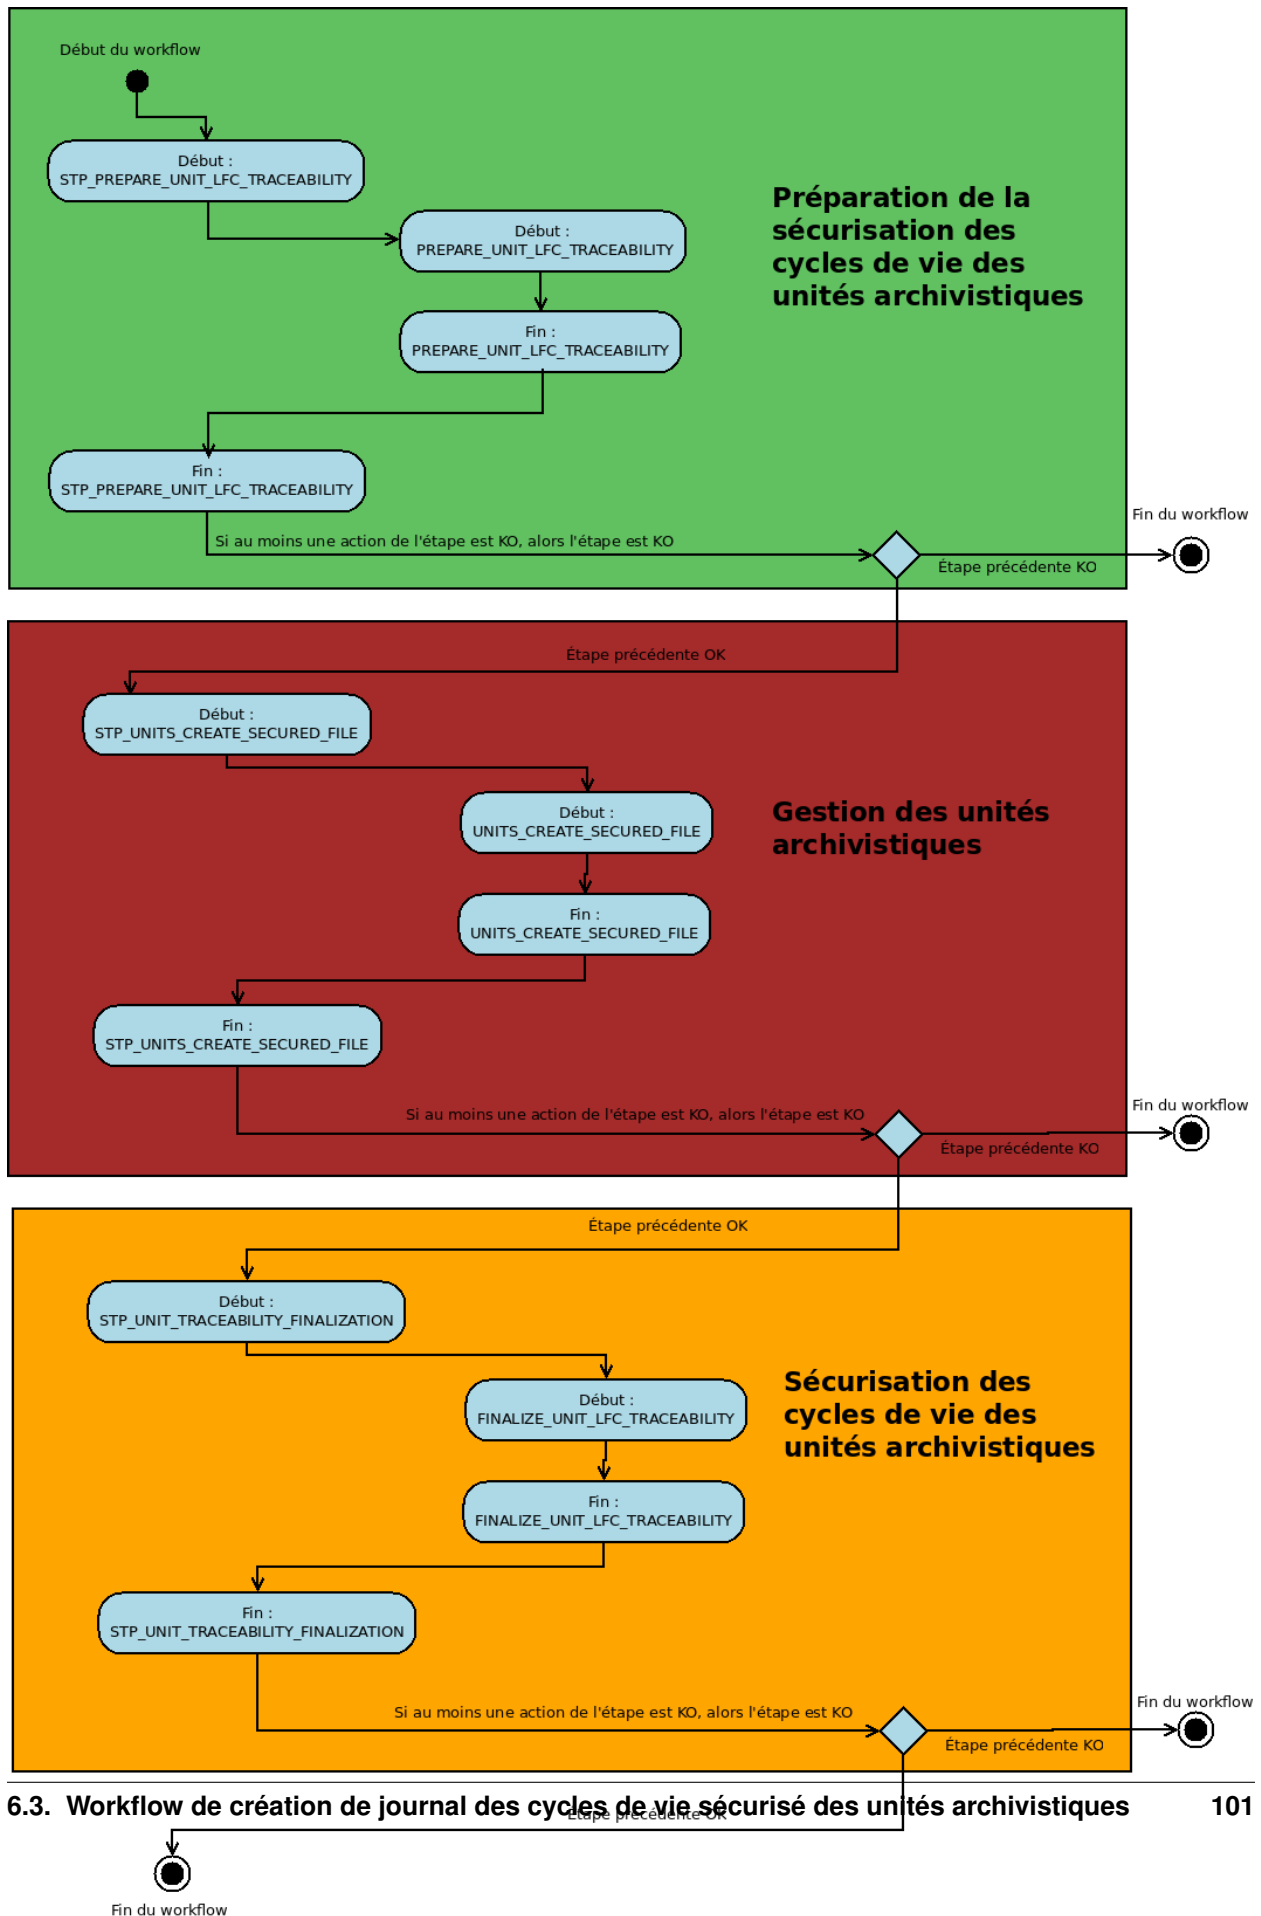 Début du workflow
Début :
STP_PREPARE_UNIT_LFC_TRACEABILITY
Début :
PREPARE_UNIT_LFC_TRACEABILITY
Préparation de la
sécurisation des
cycles de vie des
unités archivistiques
Fin :
PREPARE_UNIT_LFC_TRACEABILITY
Fin :
STP_PREPARE_UNIT_LFC_TRACEABILITY
Si au moins une action de l'étape est KO, alors l'étape est KO
Fin du workflow
Étape précédente KO
Étape précédente OK
Début :
STP_UNITS_CREATE_SECURED_FILE
Début :
UNITS_CREATE_SECURED_FILE
Gestion des unités
archivistiques
Fin :
UNITS_CREATE_SECURED_FILE
Fin :
STP_UNITS_CREATE_SECURED_FILE
Si au moins une action de l'étape est KO, alors l'étape est KO
Fin du workflow
Étape précédente KO
Étape précédente OK
Début :
STP_UNIT_TRACEABILITY_FINALIZATION
Début :
FINALIZE_UNIT_LFC_TRACEABILITY
Sécurisation des
cycles de vie des
unités archivistiques
Fin :
FINALIZE_UNIT_LFC_TRACEABILITY
Fin :
STP_UNIT_TRACEABILITY_FINALIZATION
Si au moins une action de l'étape est KO, alors l'étape est KO
Fin du workflow
Étape précédente KO
6.3. Workflow de création de journal des cycles de vie sécurisé des unités archivistiques 101
Étape précédente OK
Fin du workflow